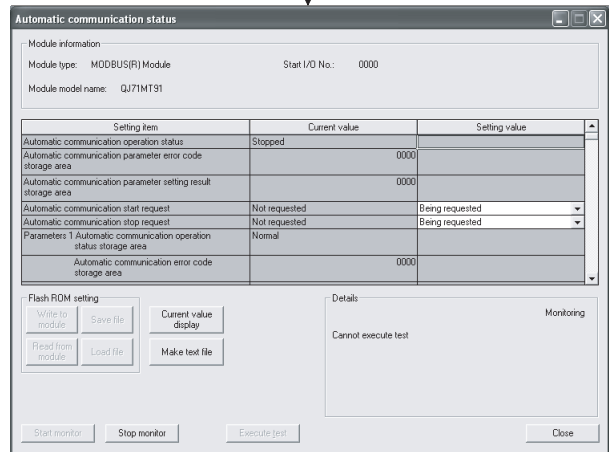 Automatic communication status
Module information
Module type: MODBUS(R) Module Start I/O No.: 0000
Module model name: QJ71MT91
Setting item Current value Setting value
Automatic communication operation status Stopped
Automatic communication parameter error code 0000
storage area
Automatic communication parameter setting result 0000
storage area
Automatic communication start request Not requested Being requested
Automatic communication stop request Not requested Being requested
Parameters 1 Automatic communication operation Normal
status storage area
Automatic communication error code 0000
storage area
Flash ROM setting
Write to
module
Save file
Current value
display
Read from
module
Load file
Make text file
Details
Monitoring
Cannot execute test
Start monitor Stop monitor Execute test Close